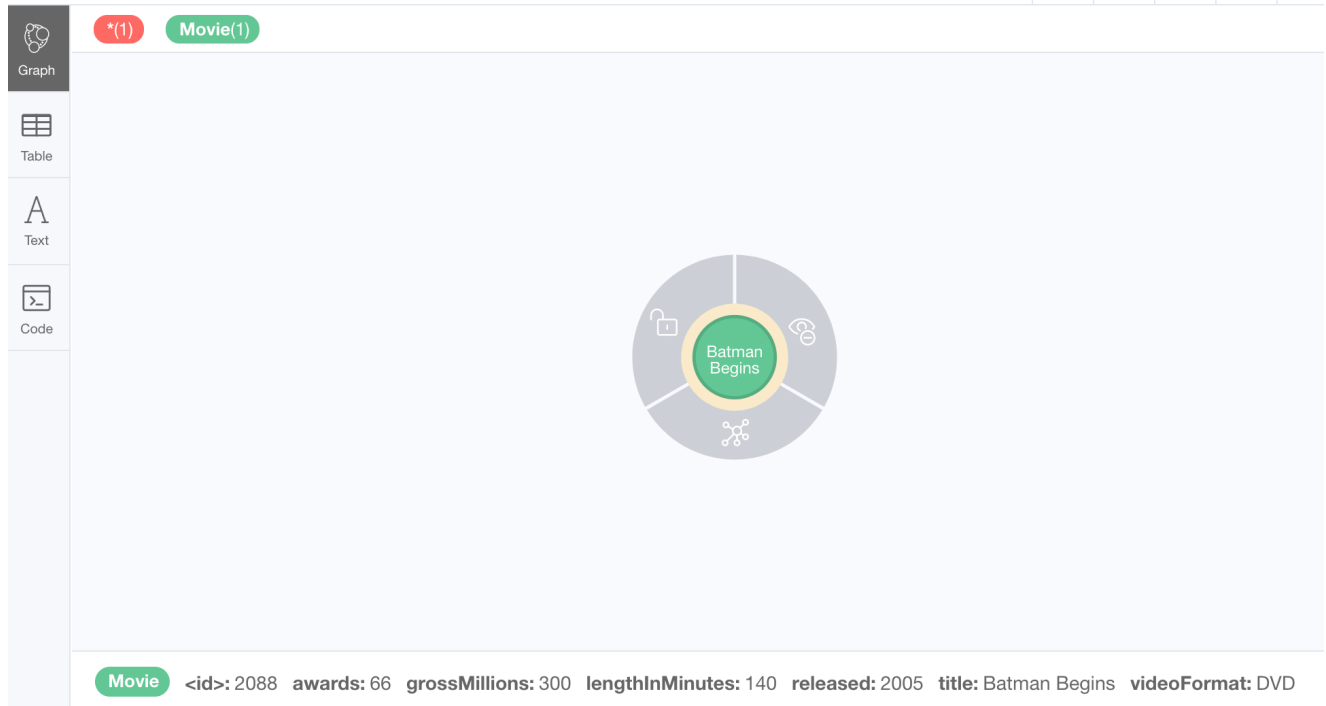 *(1) Movie(1)
Graph
Table
Text
Code
Batman
Begins
Movie <id>: 2088 awards: 66 grossMillions: 300 lengthInMinutes: 140 released: 2005 title: Batman Begins videoFormat: DVD